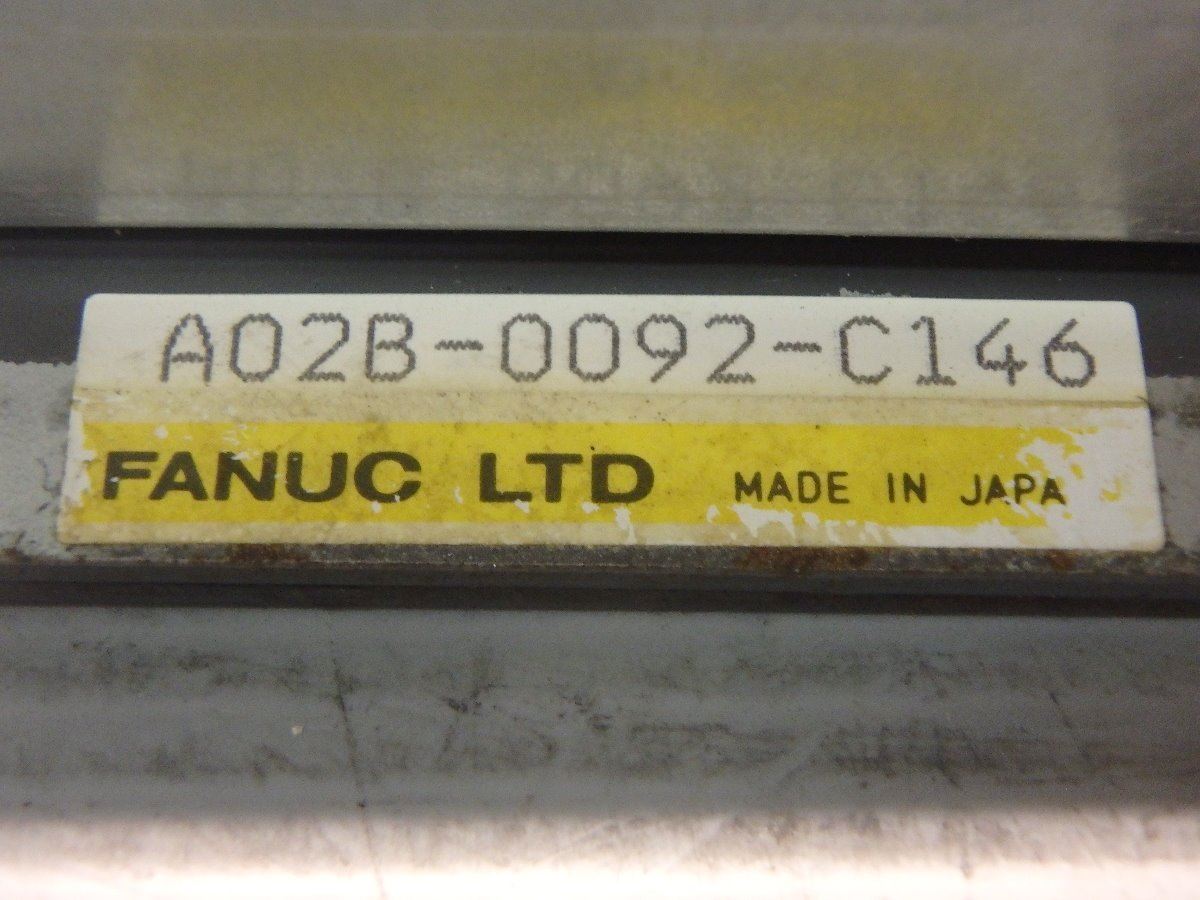 A02B-0092-C146
FANUC LTD MADE IN JAPA